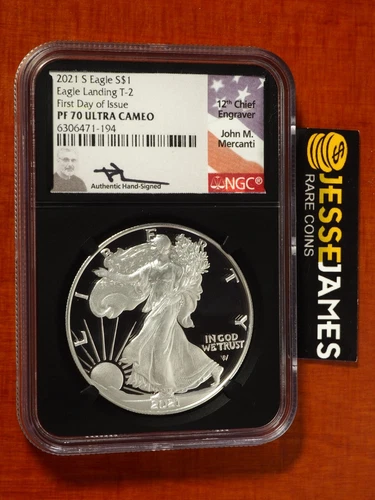 2021 S Eagle S$1
Eagle Landing T-2
First Day of Issue
PF 70 ULTRA CAMEO
6306471-194
Authentic Hand-Signed
12th Chief
Engraver
John M.
Mercanti
NGC®
LIBERTY
IN GOD
WE TRUST
2021
JESSE JAMES
RARE COINS